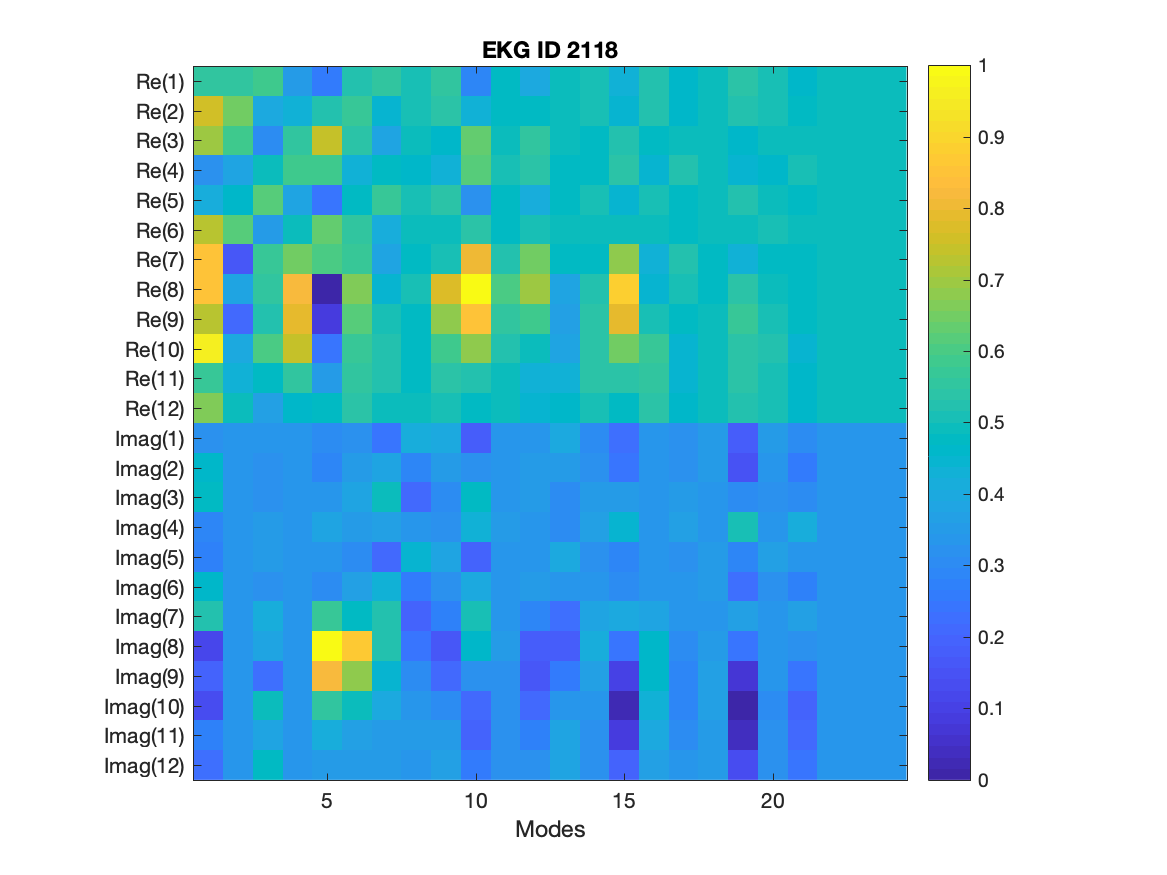 EKG ID 2118
Re(1)
Re(2)
Re(3)
Re(4)
Re(5)
Re(6)
Re(7)
Re(8)
Re(9)
Re(10)
Re(11)
Re(12)
Imag(1)
Imag(2)
Imag(3)
Imag(4)
Imag(5)
Imag(6)
Imag(7)
Imag(8)
Imag(9)
Imag(10)
Imag(11)
Imag(12)
5 10 15 20
Modes
1
0.9
0.8
0.7
0.6
0.5
0.4
0.3
0.2
0.1
0